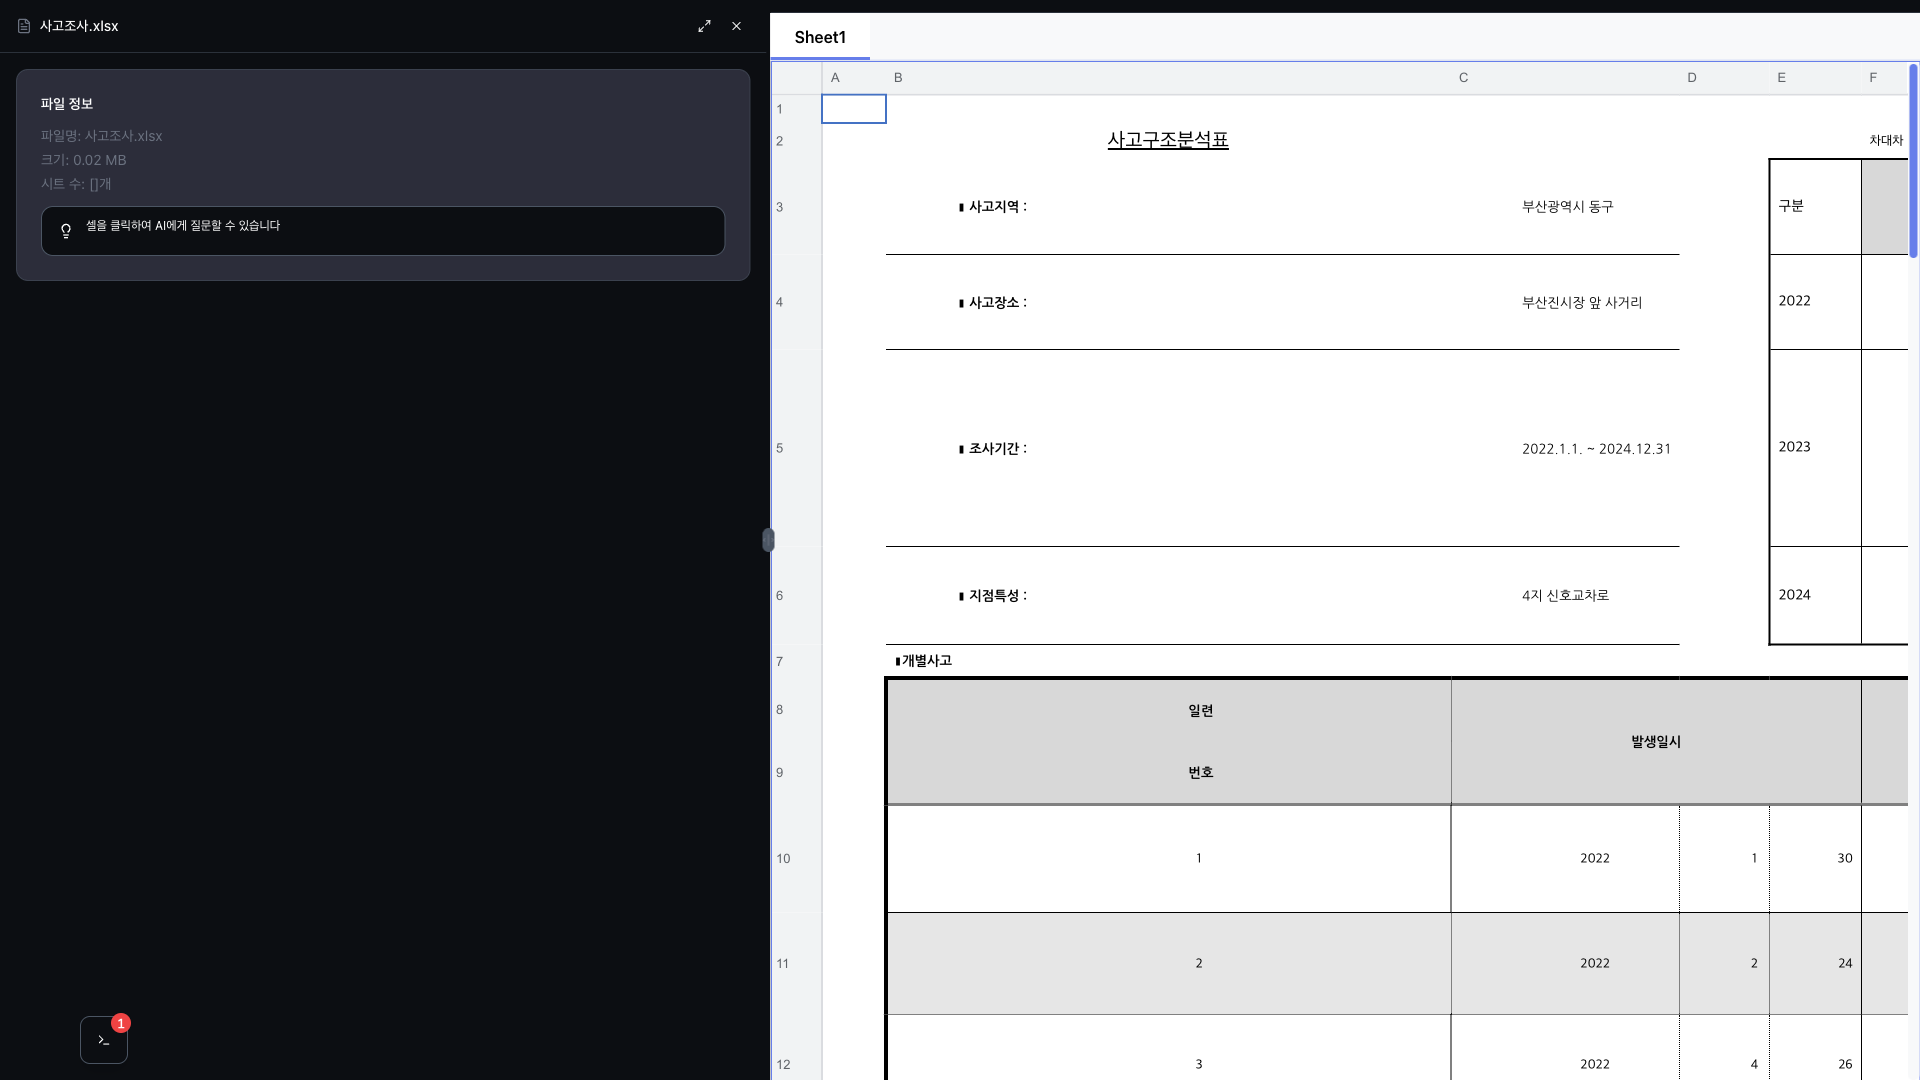 사고조사.xlsx
파일 정보
파일명: 사고조사.xlsx
크기: 0.02 MB
시트 수: []개
셀을 클릭하여 AI에게 질문할 수 있습니다
1
Sheet1
A B C D E F
1
2 사고구조분석표 차대차
3 ▮ 사고지역 : 부산광역시 동구 구분
4 ▮ 사고장소 : 부산진시장 앞 사거리 2022
5 ▮ 조사기간 : 2022.1.1. ~ 2024.12.31 2023
6 ▮ 지점특성 : 4지 신호교차로 2024
7 ▮개별사고
8 일련
발생일시
9 번호
10 1 2022 1 30
11 2 2022 2 24
12 3 2022 4 26